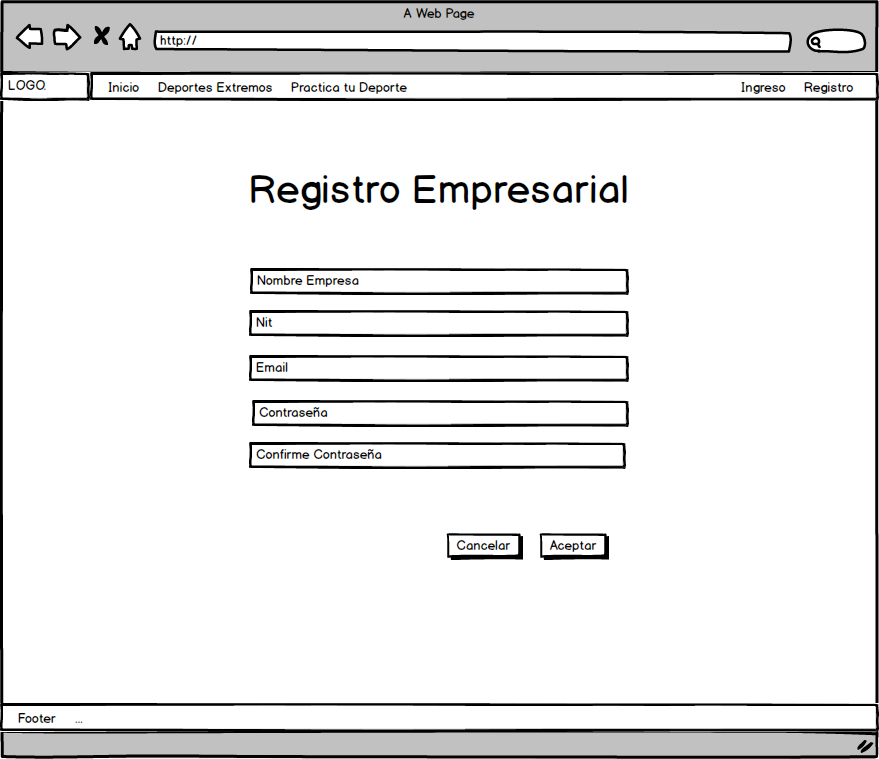 A Web Page
http://
LOGO.
Inicio Deportes Extremos Practica tu Deporte Ingreso Registro
Registro Empresarial
Nombre Empresa
Nit
Email
Contraseña
Confirme Contraseña
Cancelar Aceptar
Footer ...